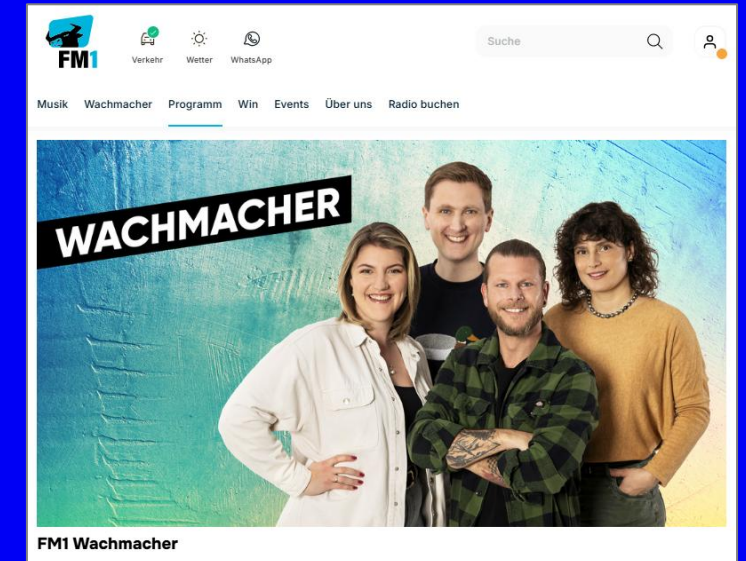 FM1
Verkehr
Wetter
WhatsApp
Suche
Musik Wachmacher Programm Win Events Über uns Radio buchen
WACHMACHER
FM1 Wachmacher